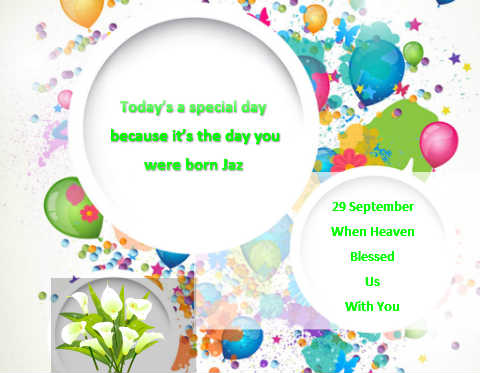 Today's a special day
because it's the day you
were born Jaz
29 September
When Heaven
Blessed
Us
With You